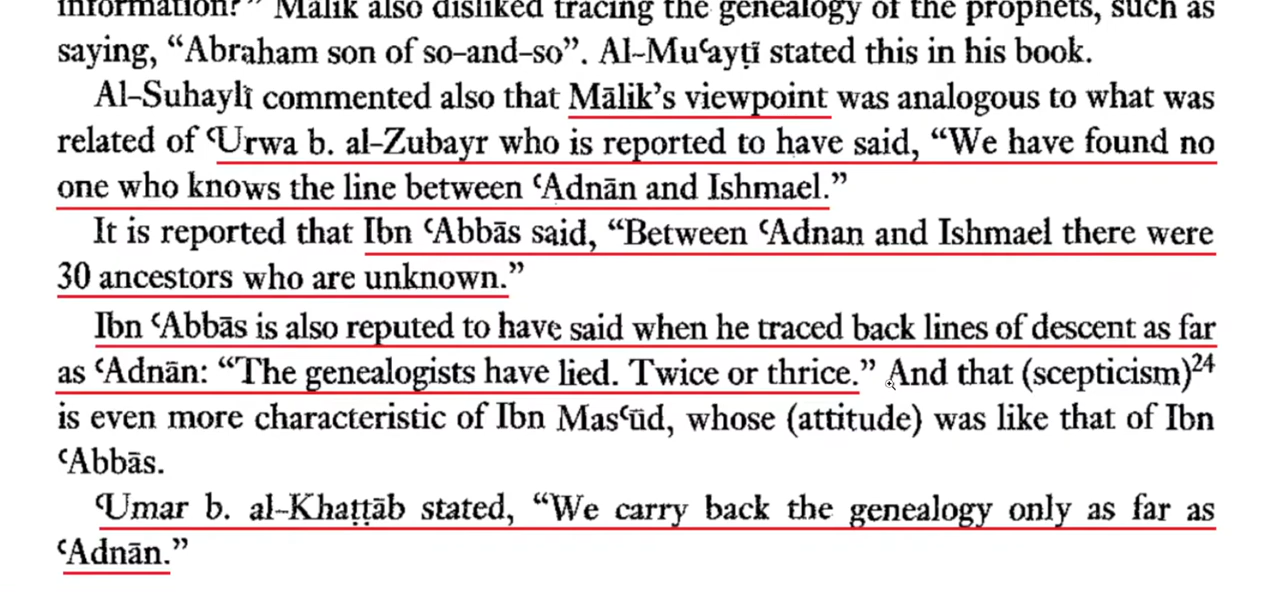 information?" Mālik also disliked tracing the genealogy of the prophets, such as
saying, “Abraham son of so-and-so”. Al-Muʿayṭī stated this in his book.
Al-Suhaylī commented also that Mālik’s viewpoint was analogous to what was
related of ʿUrwa b. al-Zubayr who is reported to have said, “We have found no
one who knows the line between ʿAdnān and Ishmael.”
It is reported that Ibn ʿAbbās said, “Between ʿAdnan and Ishmael there were
30 ancestors who are unknown.”
Ibn ʿAbbās is also reputed to have said when he traced back lines of descent as far
as ʿAdnān: “The genealogists have lied. Twice or thrice.” And that (scepticism)²⁴
is even more characteristic of Ibn Masʿūd, whose (attitude) was like that of Ibn
ʿAbbās.
ʿUmar b. al-Khaṭṭāb stated, “We carry back the genealogy only as far as
ʿAdnān.”